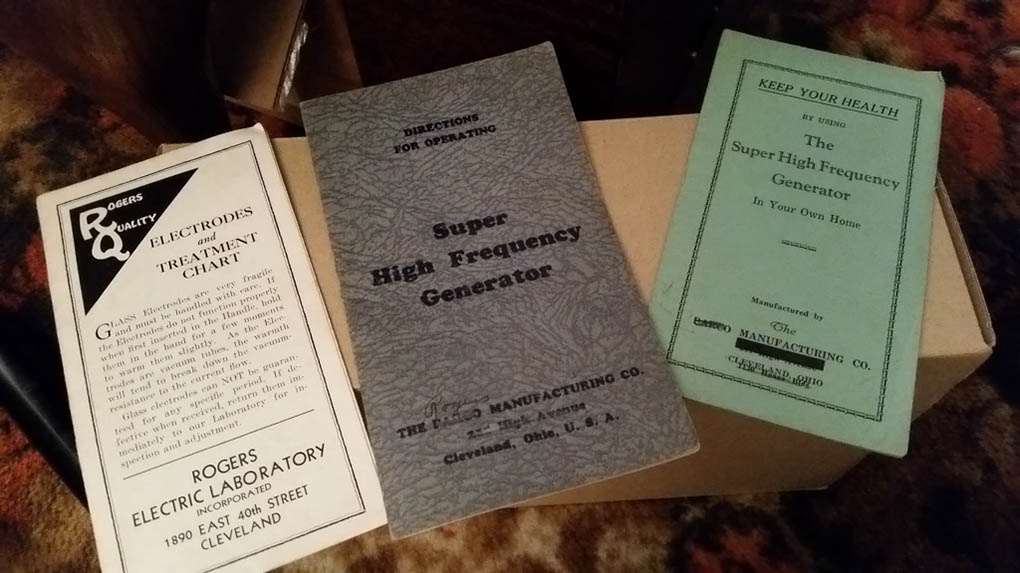 ROGERS
QUALITY
ELECTRODES
and
TREATMENT
CHART
GLASS Electrodes are very fragile
and must be handled with care. If
the Electrodes do not function properly
when first inserted in the Handle, hold
them in the hand for a few moments
to warm them slightly. As the Elec-
trodes are vacuum tubes, the warmth
will tend to break down the vacuum-
resistance to the current flow.
Glass electrodes can NOT be guaran-
teed for any specific period. If de-
fective when received, return them im-
mediately to our Laboratory for in-
spection and adjustment.
ROGERS
ELECTRIC LABORATORY
INCORPORATED
1890 EAST 40th STREET
CLEVELAND
DIRECTIONS
FOR OPERATING
Super
High Frequency
Generator
Rogers
THE PARCO MANUFACTURING CO.
High Avenue
Cleveland, Ohio, U. S. A.
KEEP YOUR HEALTH
BY USING
The
Super High Frequency
Generator
In Your Own Home
Manufactured by
The
PARCO MANUFACTURING CO.
CLEVELAND, OHIO